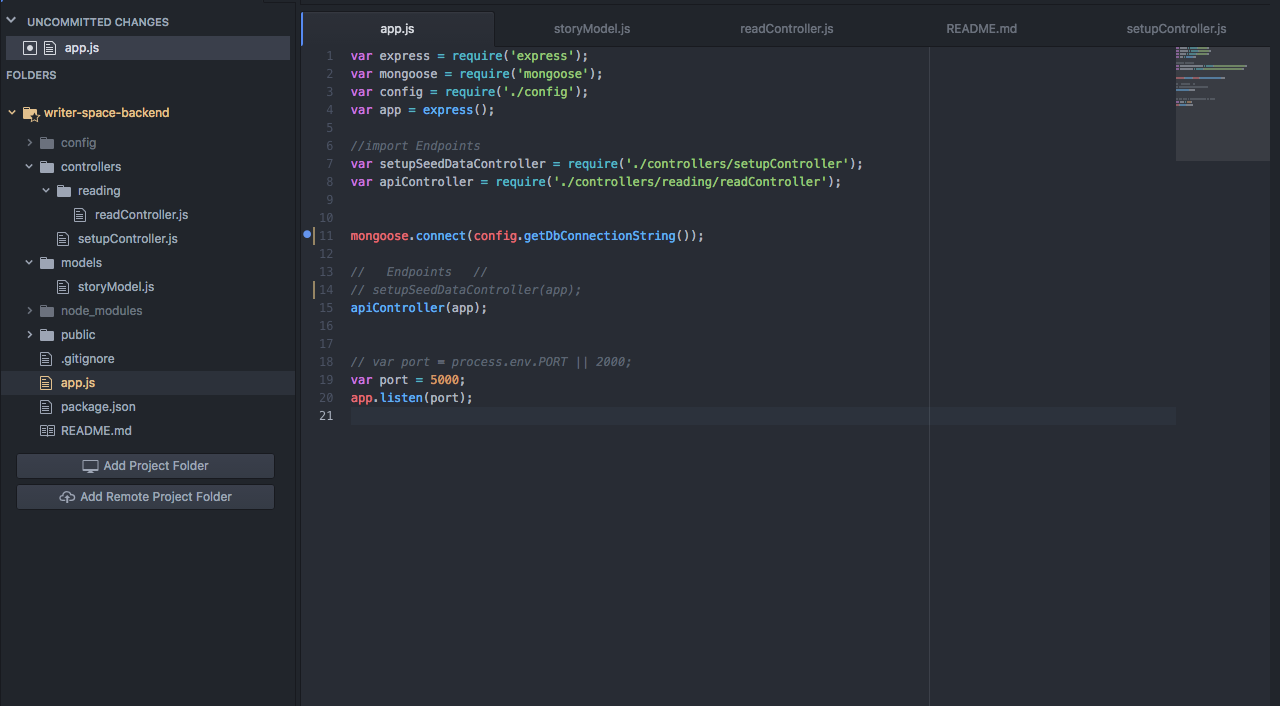 UNCOMMITTED CHANGES
app.js
FOLDERS
writer-space-backend
config
controllers
reading
readController.js
setupController.js
models
storyModel.js
node_modules
public
.gitignore
app.js
package.json
README.md
Add Project Folder
Add Remote Project Folder
app.js storyModel.js readController.js README.md setupController.js
1 var express = require('express');
2 var mongoose = require('mongoose');
3 var config = require('./config');
4 var app = express();
5
6 //import Endpoints
7 var setupSeedDataController = require('./controllers/setupController');
8 var apiController = require('./controllers/reading/readController');
9
10
11 mongoose.connect(config.getDbConnectionString());
12
13 //   Endpoints   //
14 // setupSeedDataController(app);
15 apiController(app);
16
17
18 // var port = process.env.PORT || 2000;
19 var port = 5000;
20 app.listen(port);
21